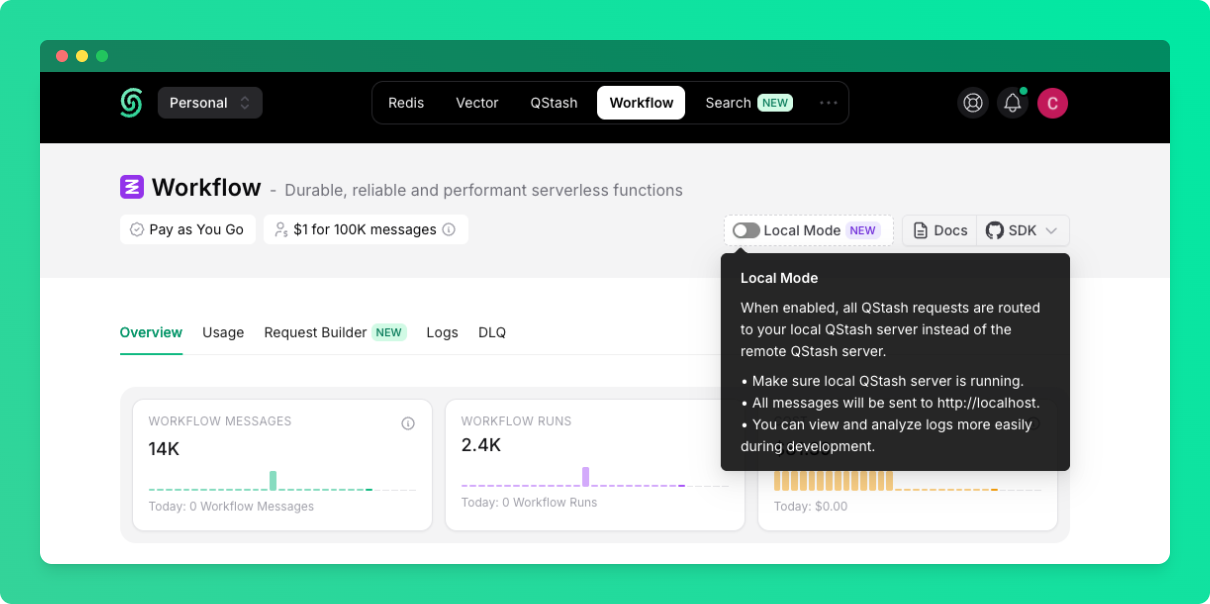 Personal
Redis
Vector
QStash
Workflow
Search NEW
C
Workflow - Durable, reliable and performant serverless functions
Pay as You Go
$1 for 100K messages
Local Mode NEW
Docs
SDK
Local Mode
When enabled, all QStash requests are routed
to your local QStash server instead of the
remote QStash server.
• Make sure local QStash server is running.
• All messages will be sent to http://localhost.
• You can view and analyze logs more easily
during development.
Overview
Usage
Request Builder NEW
Logs
DLQ
WORKFLOW MESSAGES
14K
Today: 0 Workflow Messages
WORKFLOW RUNS
2.4K
Today: 0 Workflow Runs
Today: $0.00